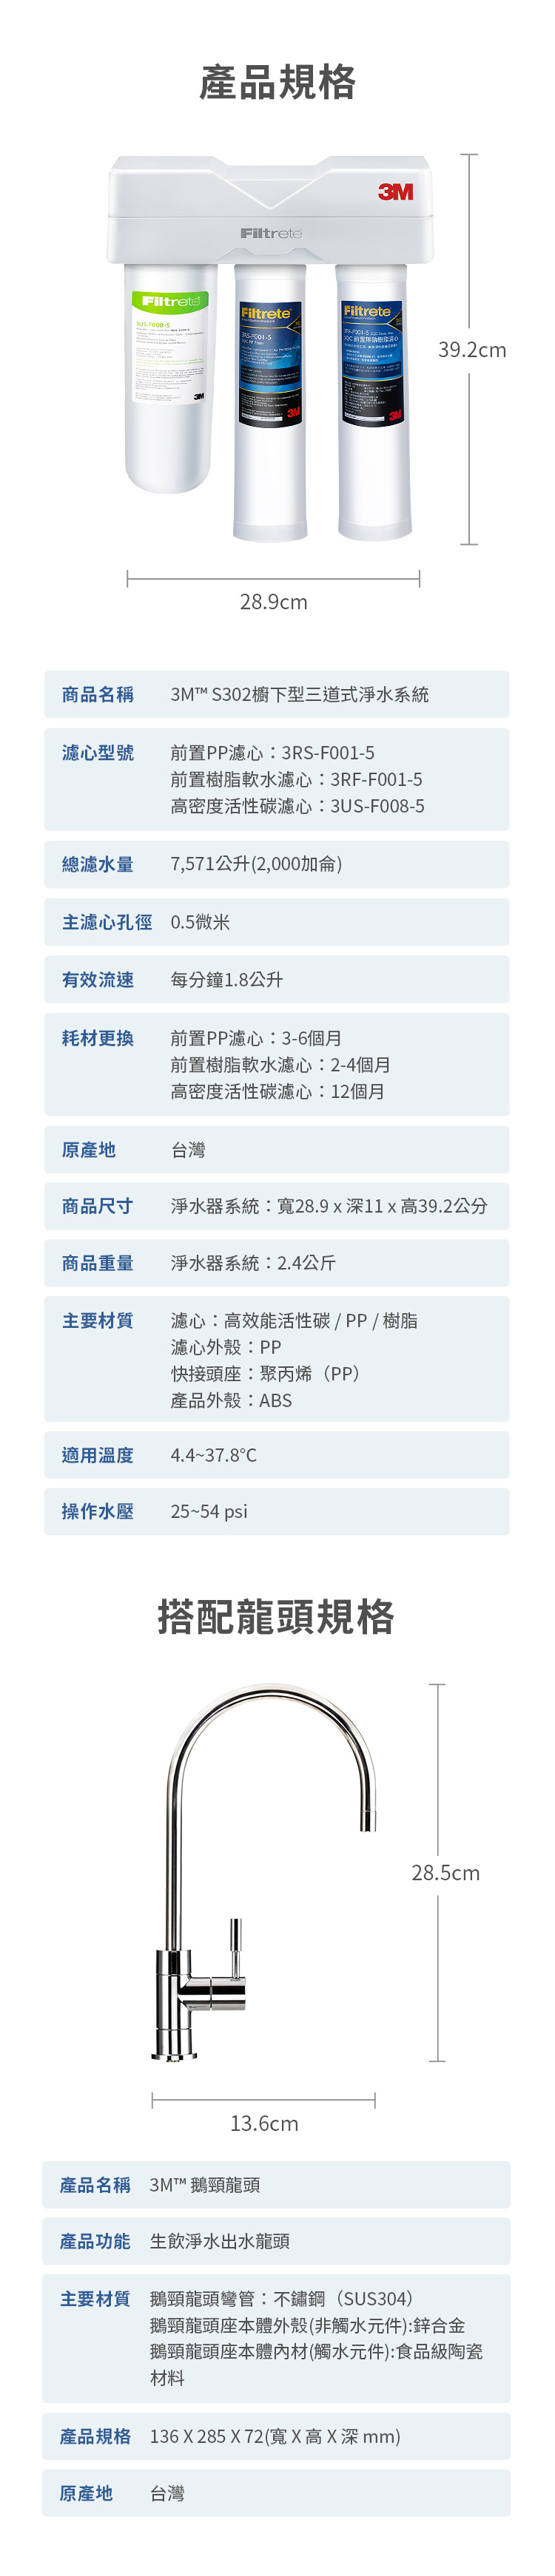 產品規格
3M
Filtrete
Filtrete
3US-F008-5
3M
Filtrete
3RS-F001-5
3M
Filtrete
3RF-F001-5
3M
39.2cm
28.9cm
商品名稱 3M™ S302櫥下型三道式淨水系統
濾心型號 前置PP濾心：3RS-F001-5
前置樹脂軟水濾心：3RF-F001-5
高密度活性碳濾心：3US-F008-5
總濾水量 7,571公升(2,000加侖)
主濾心孔徑 0.5微米
有效流速 每分鐘1.8公升
耗材更換 前置PP濾心：3-6個月
前置樹脂軟水濾心：2-4個月
高密度活性碳濾心：12個月
原產地 台灣
商品尺寸 淨水器系統：寬28.9 x 深11 x 高39.2公分
商品重量 淨水器系統：2.4公斤
主要材質 濾心：高效能活性碳 / PP / 樹脂
濾心外殼：PP
快接頭座：聚丙烯（PP）
產品外殼：ABS
適用溫度 4.4~37.8℃
操作水壓 25~54 psi
搭配龍頭規格
28.5cm
13.6cm
產品名稱 3M™ 鵝頸龍頭
產品功能 生飲淨水出水龍頭
主要材質 鵝頸龍頭彎管：不鏽鋼（SUS304）
鵝頸龍頭座本體外殼(非觸水元件):鋅合金
鵝頸龍頭座本體內材(觸水元件):食品級陶瓷
材料
產品規格 136 X 285 X 72(寬 X 高 X 深 mm)
原產地 台灣